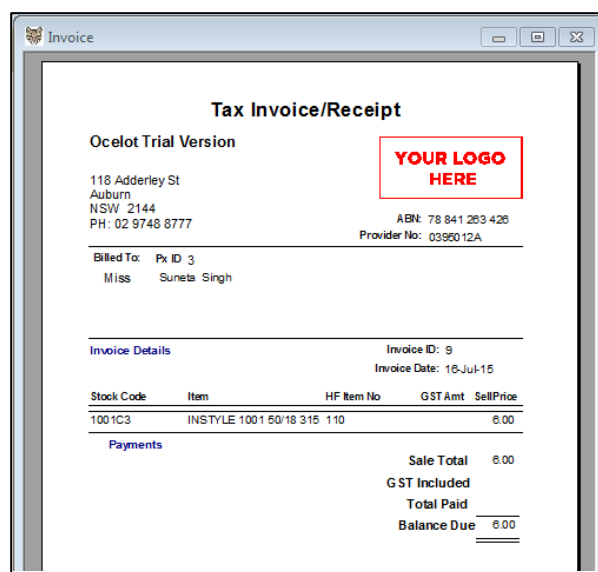 Invoice
Tax Invoice/Receipt
Ocelot Trial Version
YOUR LOGO
HERE
118 Adderley St
Auburn
NSW 2144
PH: 02 9748 8777
ABN: 78 841 263 426
Provider No: 0395012A
Billed To: Px ID 3
Miss Suneta Singh
Invoice Details
Invoice ID: 9
Invoice Date: 16-Jul-15
Stock Code Item HF Item No GST Amt SellPrice
1001C3 INSTYLE 1001 50/18 315 110 6.00
Payments
Sale Total 6.00
GST Included
Total Paid
Balance Due 6.00